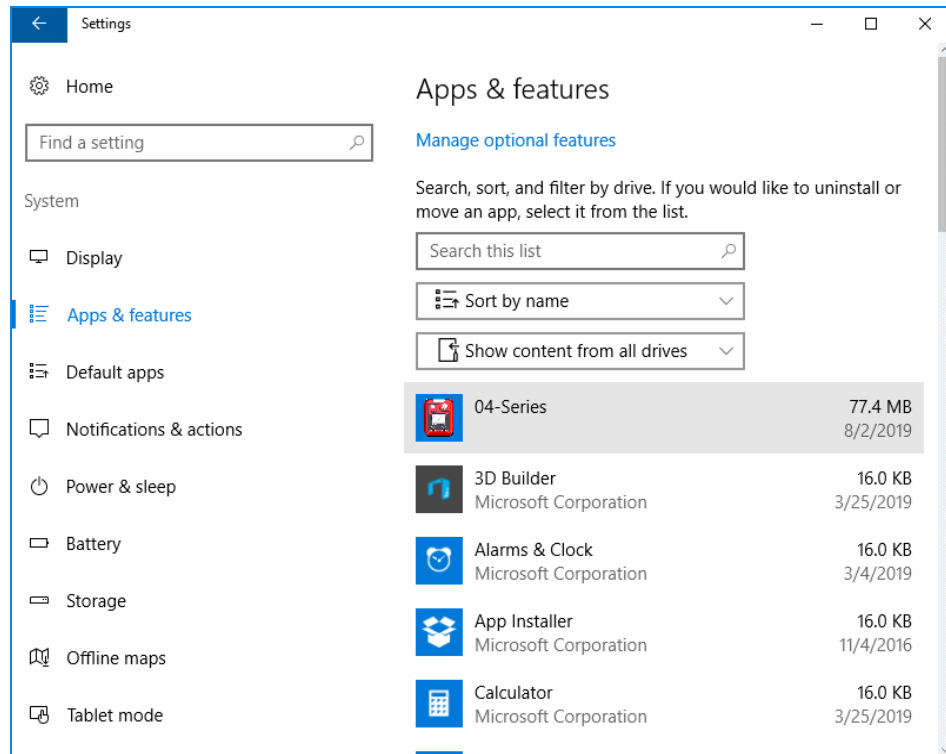 Settings
Home
Find a setting
System
Display
Apps & features
Default apps
Notifications & actions
Power & sleep
Battery
Storage
Offline maps
Tablet mode
Apps & features
Manage optional features
Search, sort, and filter by drive. If you would like to uninstall or
move an app, select it from the list.
Search this list
Sort by name
Show content from all drives
04-Series 77.4 MB
8/2/2019
3D Builder 16.0 KB
Microsoft Corporation 3/25/2019
Alarms & Clock 16.0 KB
Microsoft Corporation 3/4/2019
App Installer 16.0 KB
Microsoft Corporation 11/4/2016
Calculator 16.0 KB
Microsoft Corporation 3/25/2019